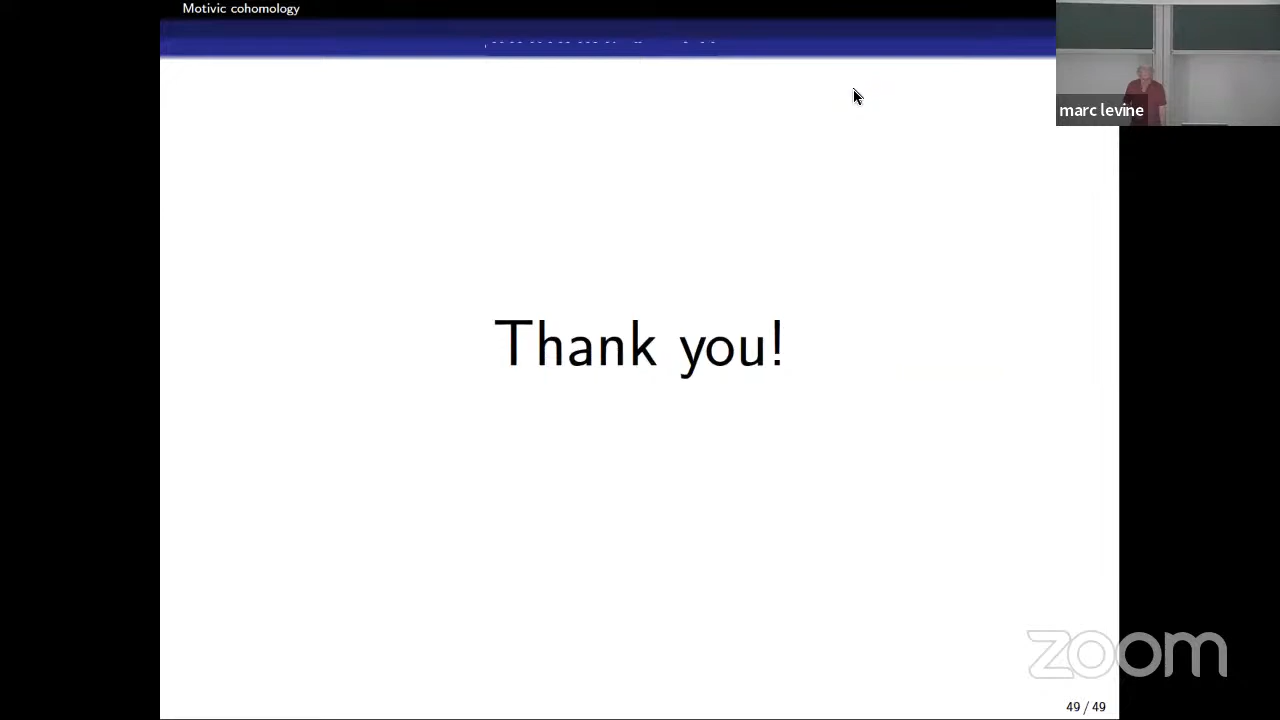 Motivic cohomology
marc levine
Thank you!
zoom
49 / 49